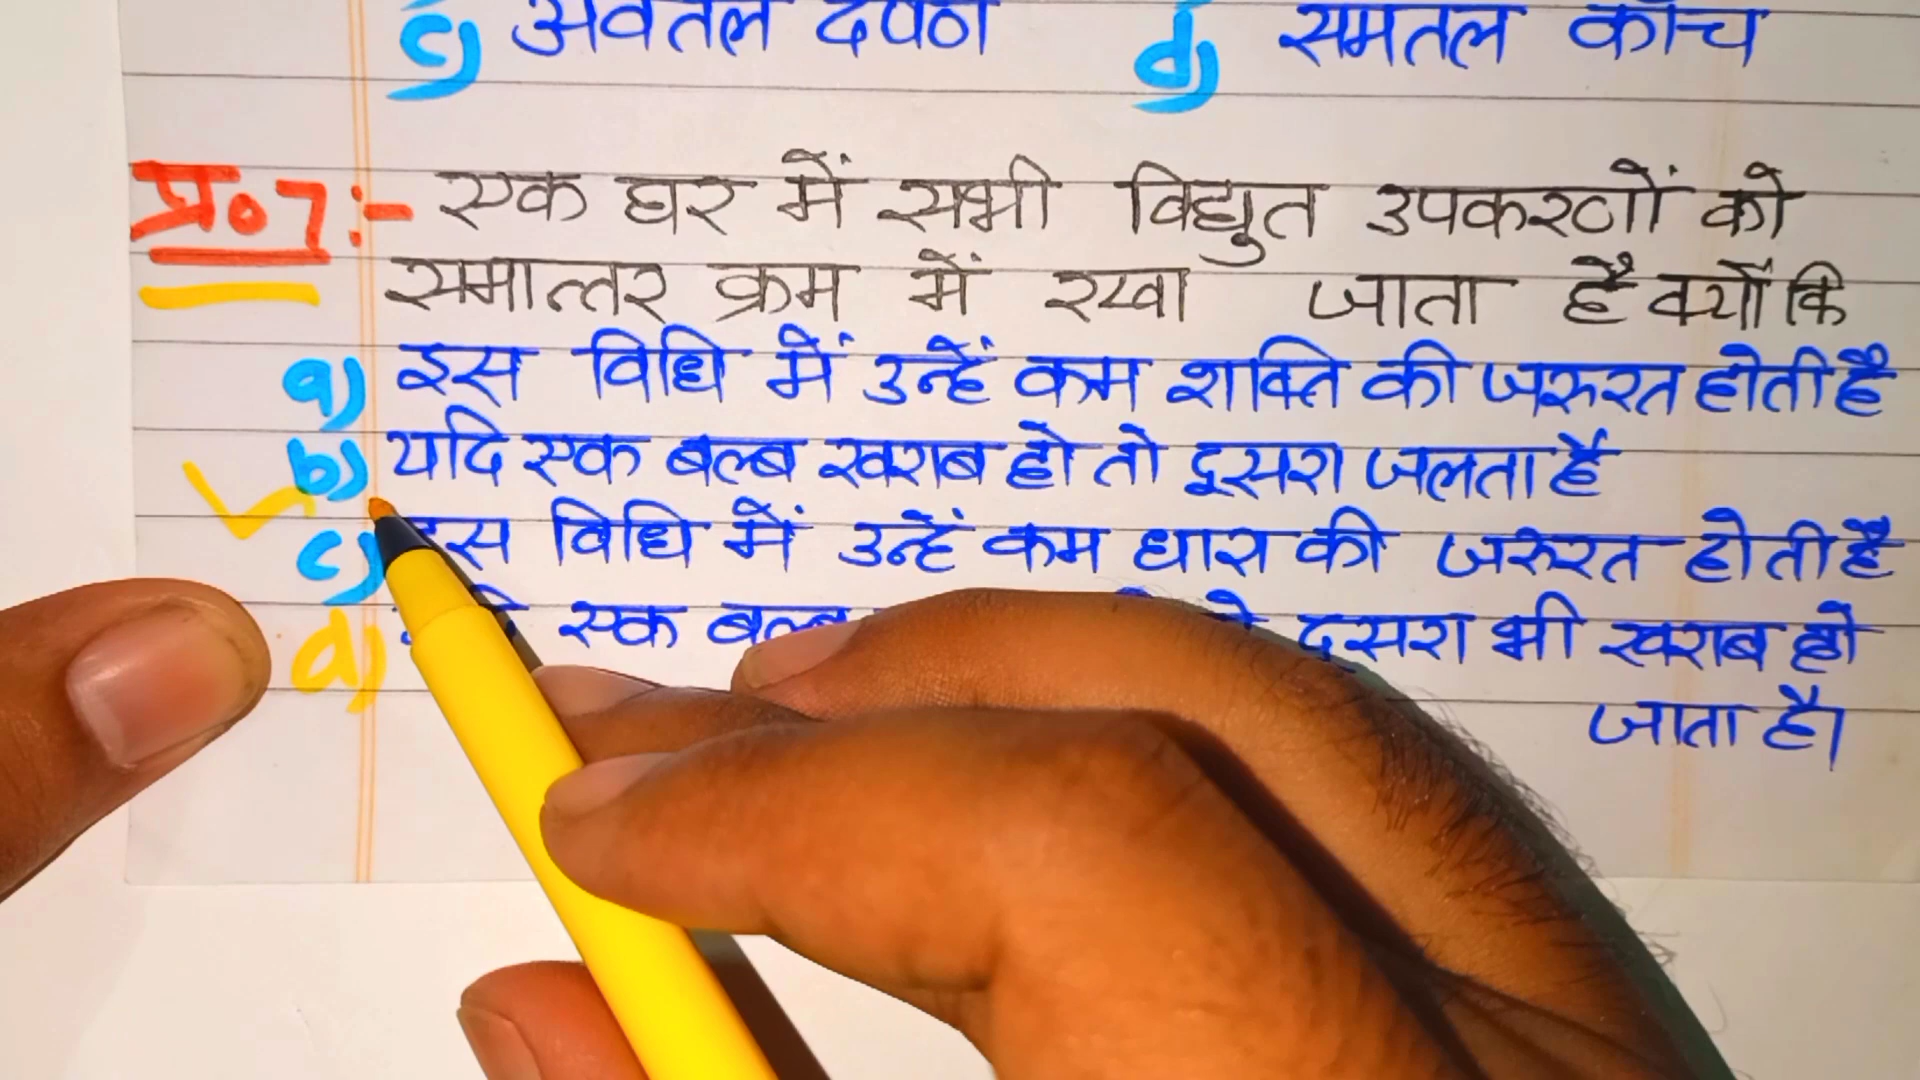 c) अवतल दर्पण d) समतल काँच
प्र०7:- एक घर में सभी विद्युत उपकरणों को
समान्तर क्रम में रखा जाता है क्योंकि
a) इस विधि में उन्हें कम शक्ति की जरुरत होती है
b) यदि एक बल्ब खराब हो तो दूसरा जलता है
c) इस विधि में उन्हें कम धारा की जरुरत होती है
d) एक बल्ब दूसरा भी खराब हो
जाता है।